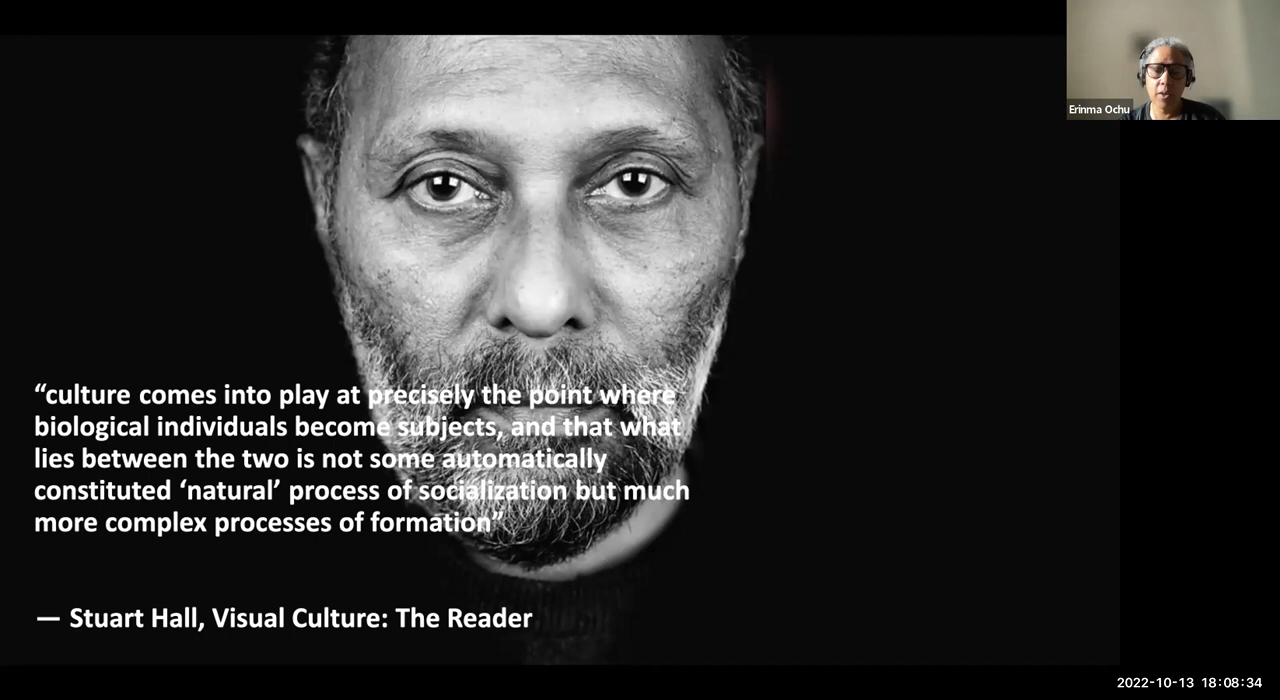 Erinma Ochu
“culture comes into play at precisely the point where
biological individuals become subjects, and that what
lies between the two is not some automatically
constituted ‘natural’ process of socialization but much
more complex processes of formation”
— Stuart Hall, Visual Culture: The Reader
2022-10-13 18:08:34